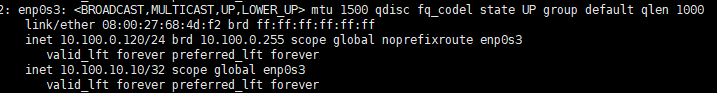 2: enp0s3: <BROADCAST,MULTICAST,UP,LOWER_UP> mtu 1500 qdisc fq_codel state UP group default qlen 1000
link/ether 08:00:27:68:4d:f2 brd ff:ff:ff:ff:ff:ff
inet 10.100.0.120/24 brd 10.100.0.255 scope global noprefixroute enp0s3
valid_lft forever preferred_lft forever
inet 10.100.10.10/32 scope global enp0s3
valid_lft forever preferred_lft forever